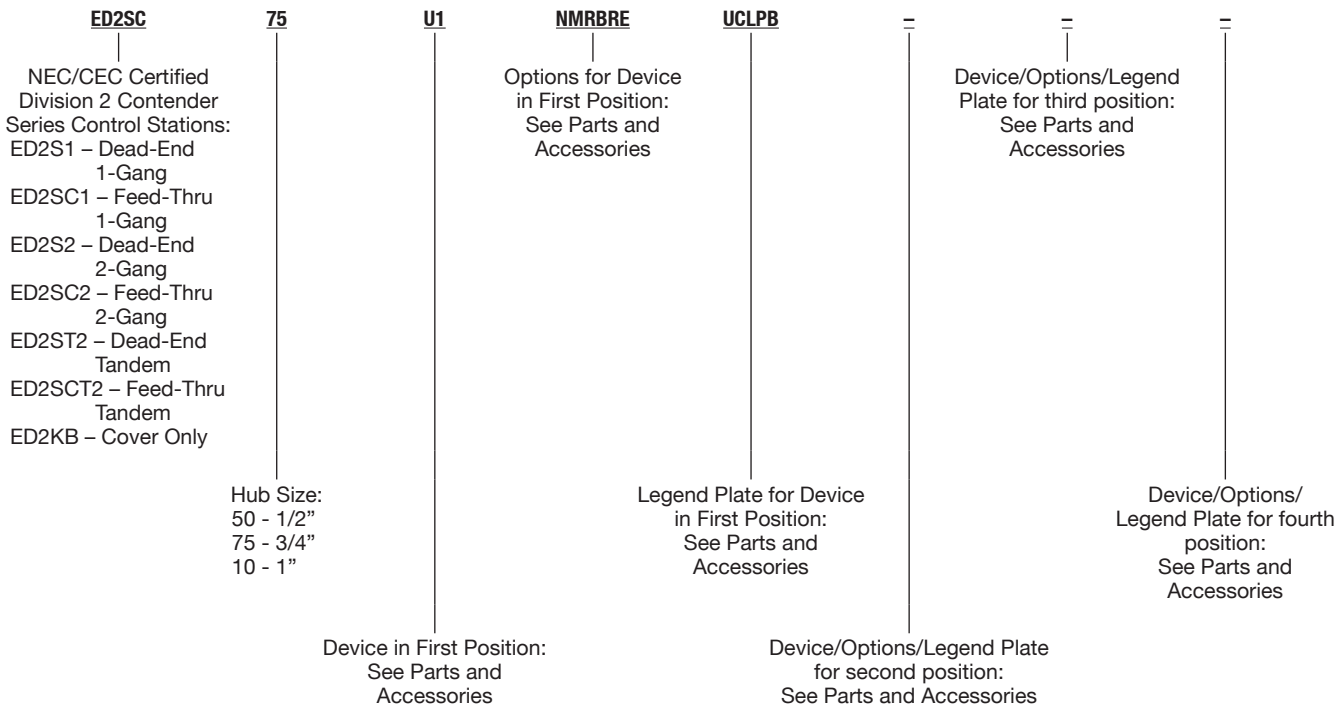 ED2SC 75 U1 NMRBRE UCLPB – – –
NEC/CEC Certified
Division 2 Contender
Series Control Stations:
ED2S1 – Dead-End
1-Gang
ED2SC1 – Feed-Thru
1-Gang
ED2S2 – Dead-End
2-Gang
ED2SC2 – Feed-Thru
2-Gang
ED2ST2 – Dead-End
Tandem
ED2SCT2 – Feed-Thru
Tandem
ED2KB – Cover Only
Hub Size:
50 - 1/2”
75 - 3/4”
10 - 1”
Device in First Position:
See Parts and
Accessories
Options for Device
in First Position:
See Parts and
Accessories
Legend Plate for Device
in First Position:
See Parts and
Accessories
Device/Options/Legend Plate
for second position:
See Parts and Accessories
Device/Options/Legend
Plate for third position:
See Parts and
Accessories
Device/Options/
Legend Plate for fourth
position:
See Parts and
Accessories